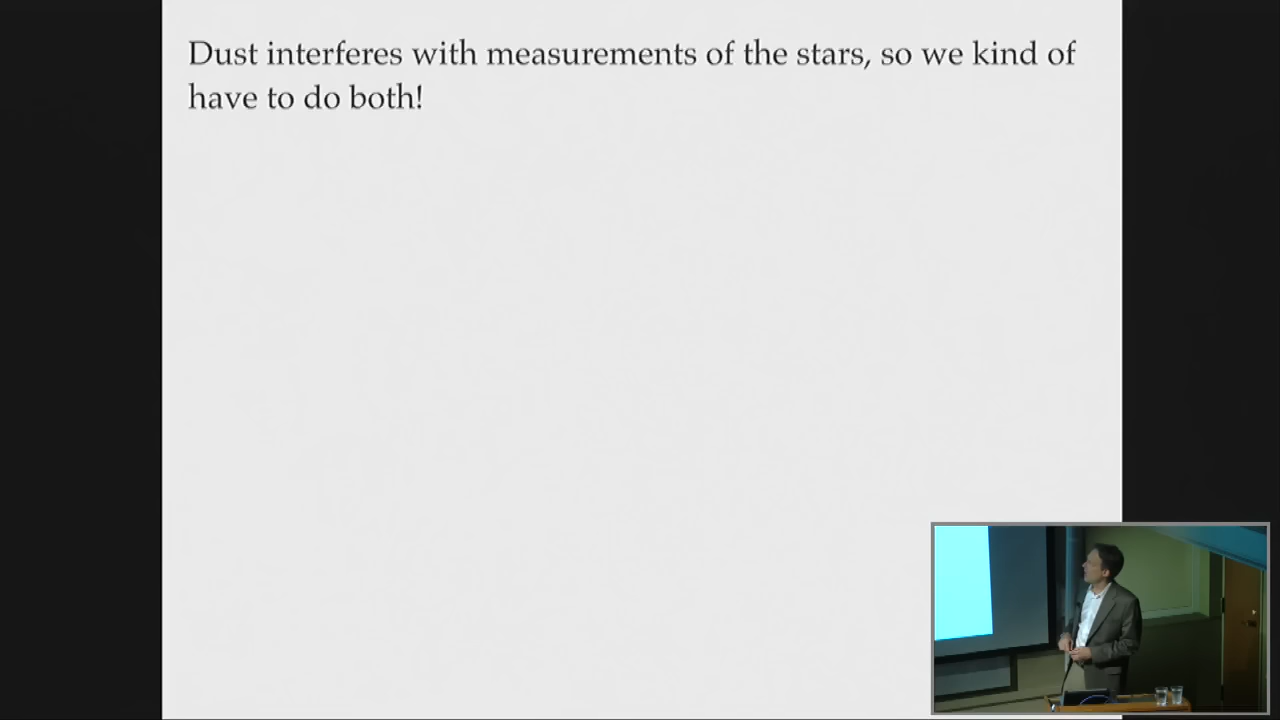 Dust interferes with measurements of the stars, so we kind of
have to do both!